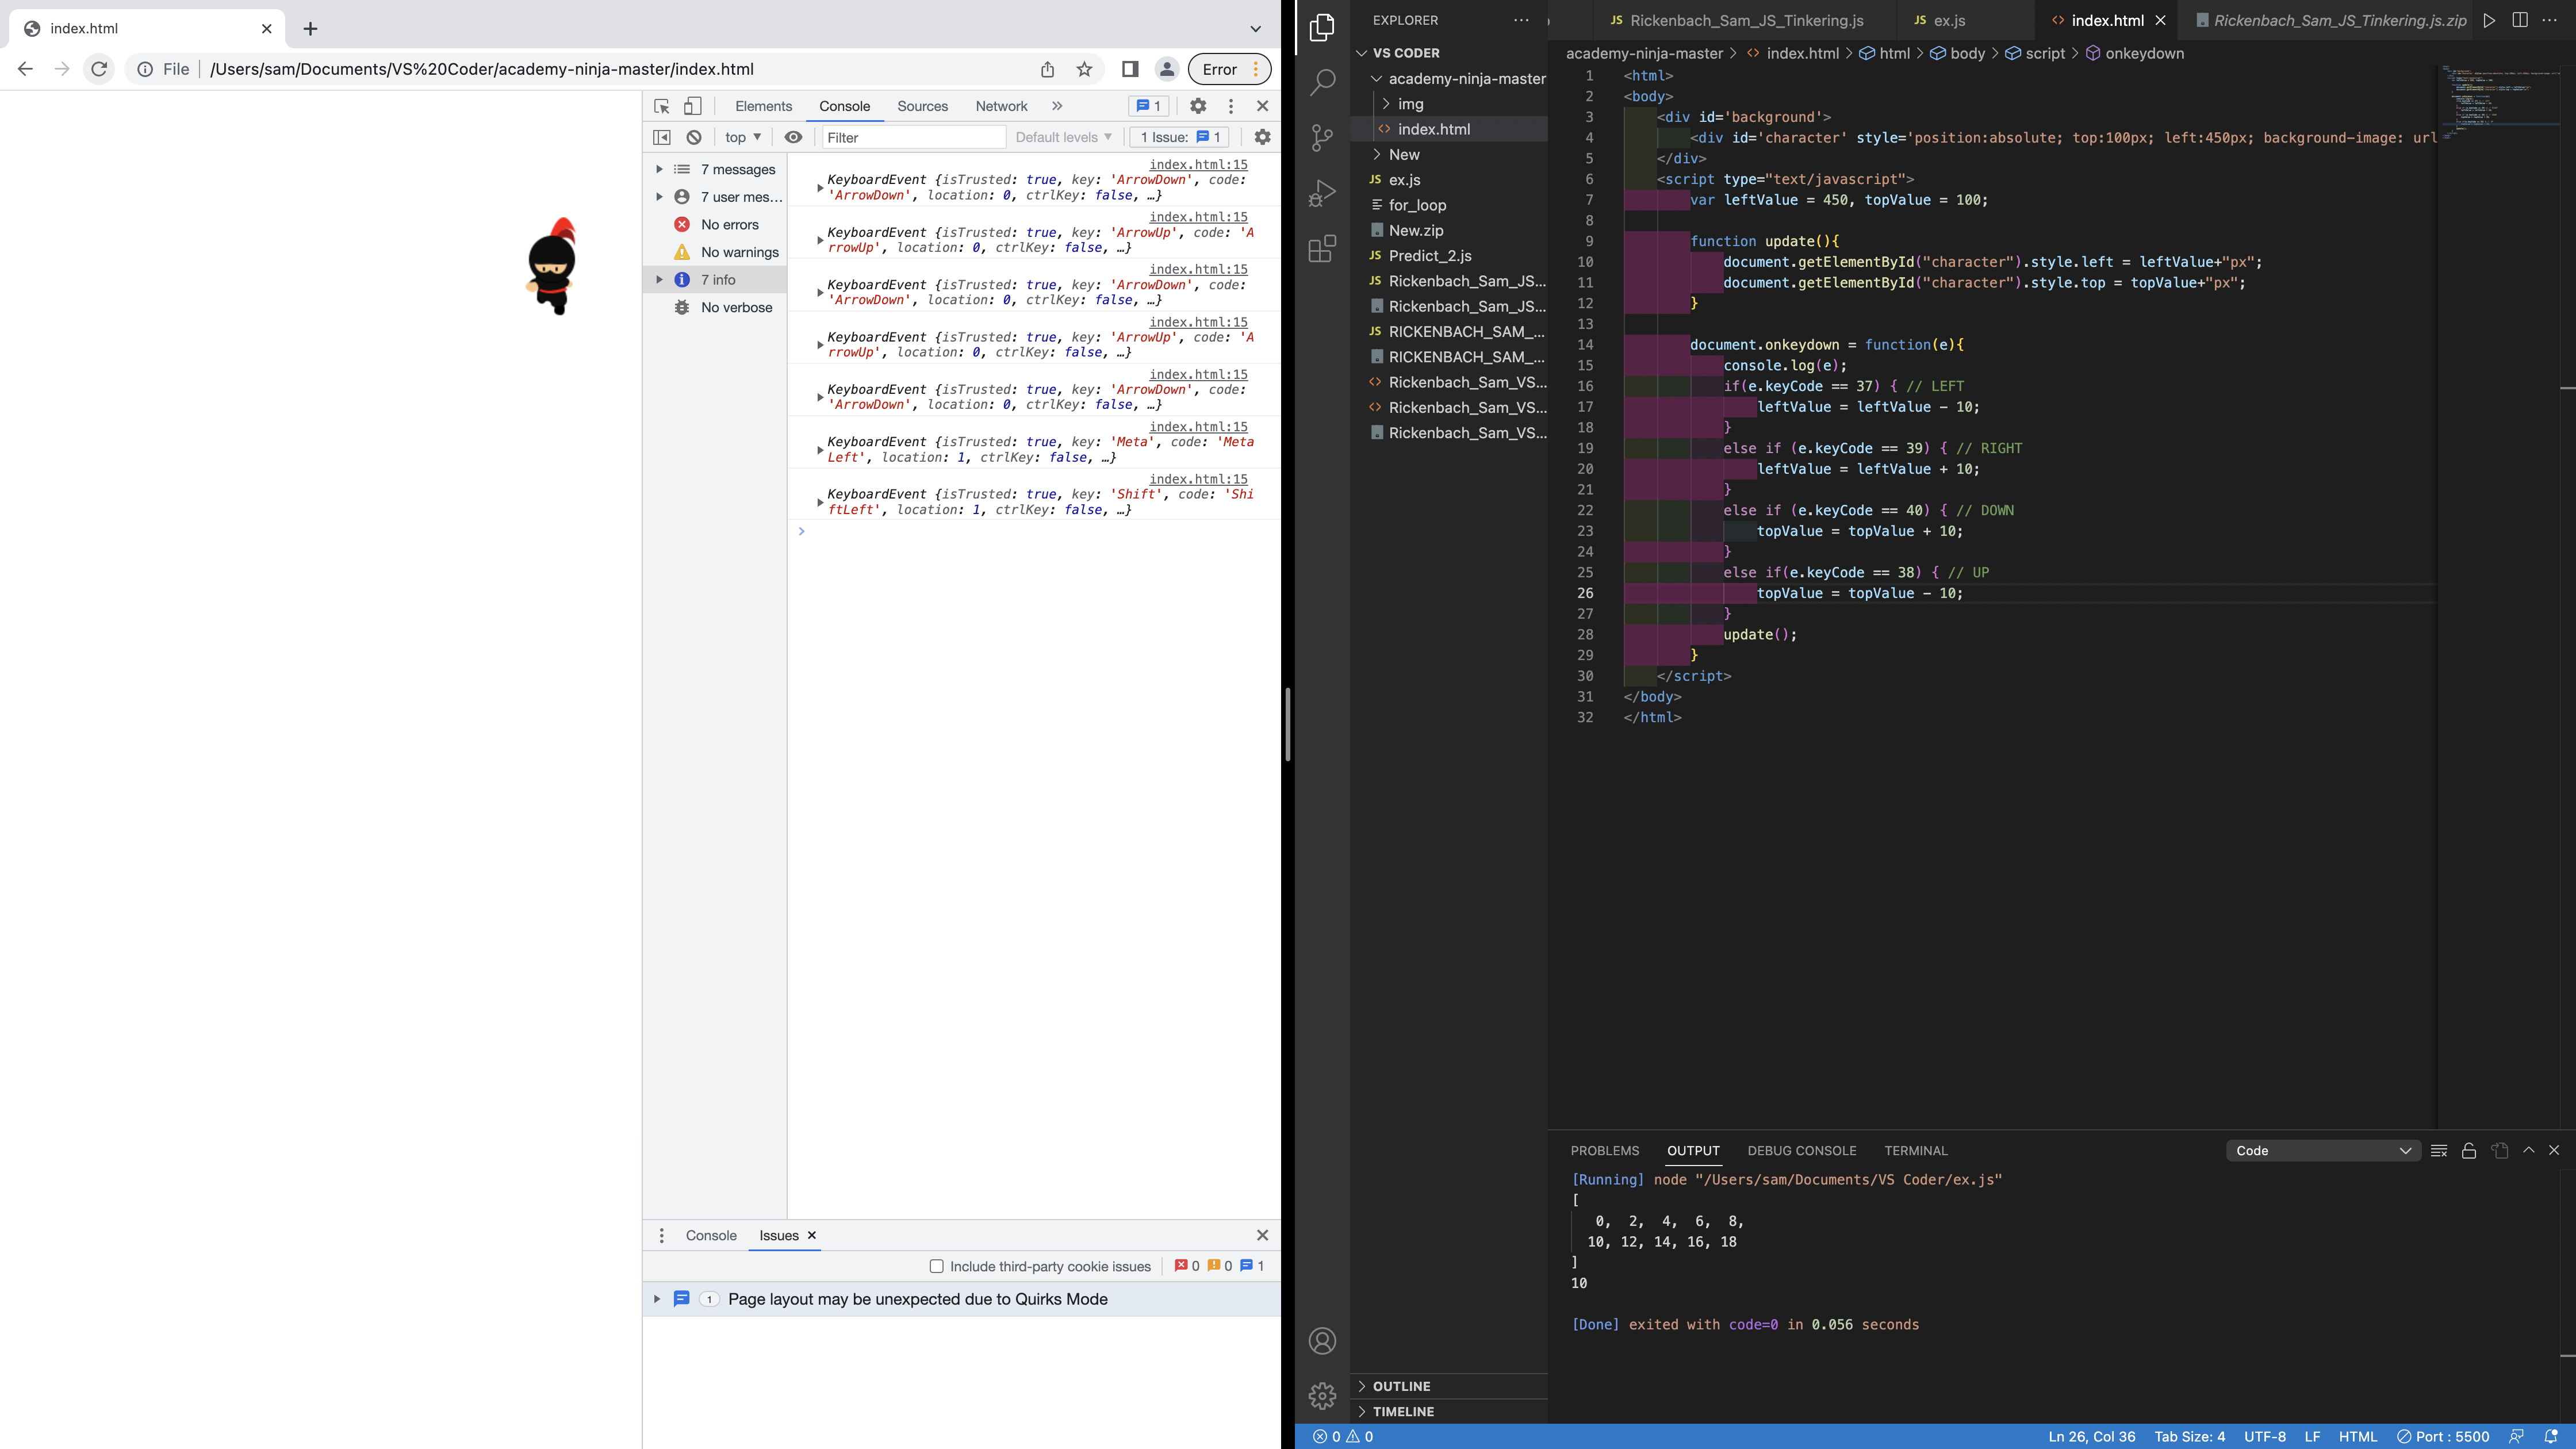 index.html
File
/Users/sam/Documents/VS%20Coder/academy-ninja-master/index.html
Error
Elements
Console
Sources
Network
1
top
Filter
Default levels
1 Issue:
1
7 messages
7 user mes...
No errors
No warnings
7 info
No verbose
index.html:15
KeyboardEvent {isTrusted: true, key: 'ArrowDown', code:
'ArrowDown', location: 0, ctrlKey: false, …}
index.html:15
KeyboardEvent {isTrusted: true, key: 'ArrowUp', code: 'A
rrowUp', location: 0, ctrlKey: false, …}
index.html:15
KeyboardEvent {isTrusted: true, key: 'ArrowDown', code:
'ArrowDown', location: 0, ctrlKey: false, …}
index.html:15
KeyboardEvent {isTrusted: true, key: 'ArrowUp', code: 'A
rrowUp', location: 0, ctrlKey: false, …}
index.html:15
KeyboardEvent {isTrusted: true, key: 'ArrowDown', code:
'ArrowDown', location: 0, ctrlKey: false, …}
index.html:15
KeyboardEvent {isTrusted: true, key: 'Meta', code: 'Meta
Left', location: 1, ctrlKey: false, …}
index.html:15
KeyboardEvent {isTrusted: true, key: 'Shift', code: 'Shi
ftLeft', location: 1, ctrlKey: false, …}
>
Console
Issues
Include third-party cookie issues
0
0
1
1
Page layout may be unexpected due to Quirks Mode
EXPLORER
VS CODER
academy-ninja-master
img
index.html
New
JS ex.js
for_loop
New.zip
JS Predict_2.js
JS Rickenbach_Sam_JS...
Rickenbach_Sam_JS...
JS RICKENBACH_SAM_...
RICKENBACH_SAM_...
Rickenbach_Sam_VS...
Rickenbach_Sam_VS...
Rickenbach_Sam_VS...
OUTLINE
TIMELINE
JS Rickenbach_Sam_JS_Tinkering.js
JS ex.js
index.html
Rickenbach_Sam_JS_Tinkering.js.zip
academy-ninja-master > index.html > html > body > script > onkeydown
1 <html>
2 <body>
3 <div id='background'>
4 <div id='character' style='position:absolute; top:100px; left:450px; background-image: url
5 </div>
6 <script type="text/javascript">
7 var leftValue = 450, topValue = 100;
8
9 function update(){
10 document.getElementById("character").style.left = leftValue+"px";
11 document.getElementById("character").style.top = topValue+"px";
12 }
13
14 document.onkeydown = function(e){
15 console.log(e);
16 if(e.keyCode == 37) { // LEFT
17 leftValue = leftValue - 10;
18 }
19 else if (e.keyCode == 39) { // RIGHT
20 leftValue = leftValue + 10;
21 }
22 else if (e.keyCode == 40) { // DOWN
23 topValue = topValue + 10;
24 }
25 else if(e.keyCode == 38) { // UP
26 topValue = topValue - 10;
27 }
28 update();
29 }
30 </script>
31 </body>
32 </html>
PROBLEMS
OUTPUT
DEBUG CONSOLE
TERMINAL
Code
[Running] node "/Users/sam/Documents/VS Coder/ex.js"
[
0, 2, 4, 6, 8,
10, 12, 14, 16, 18
]
10
[Done] exited with code=0 in 0.056 seconds
0
0
Ln 26, Col 36
Tab Size: 4
UTF-8
LF
HTML
Port : 5500